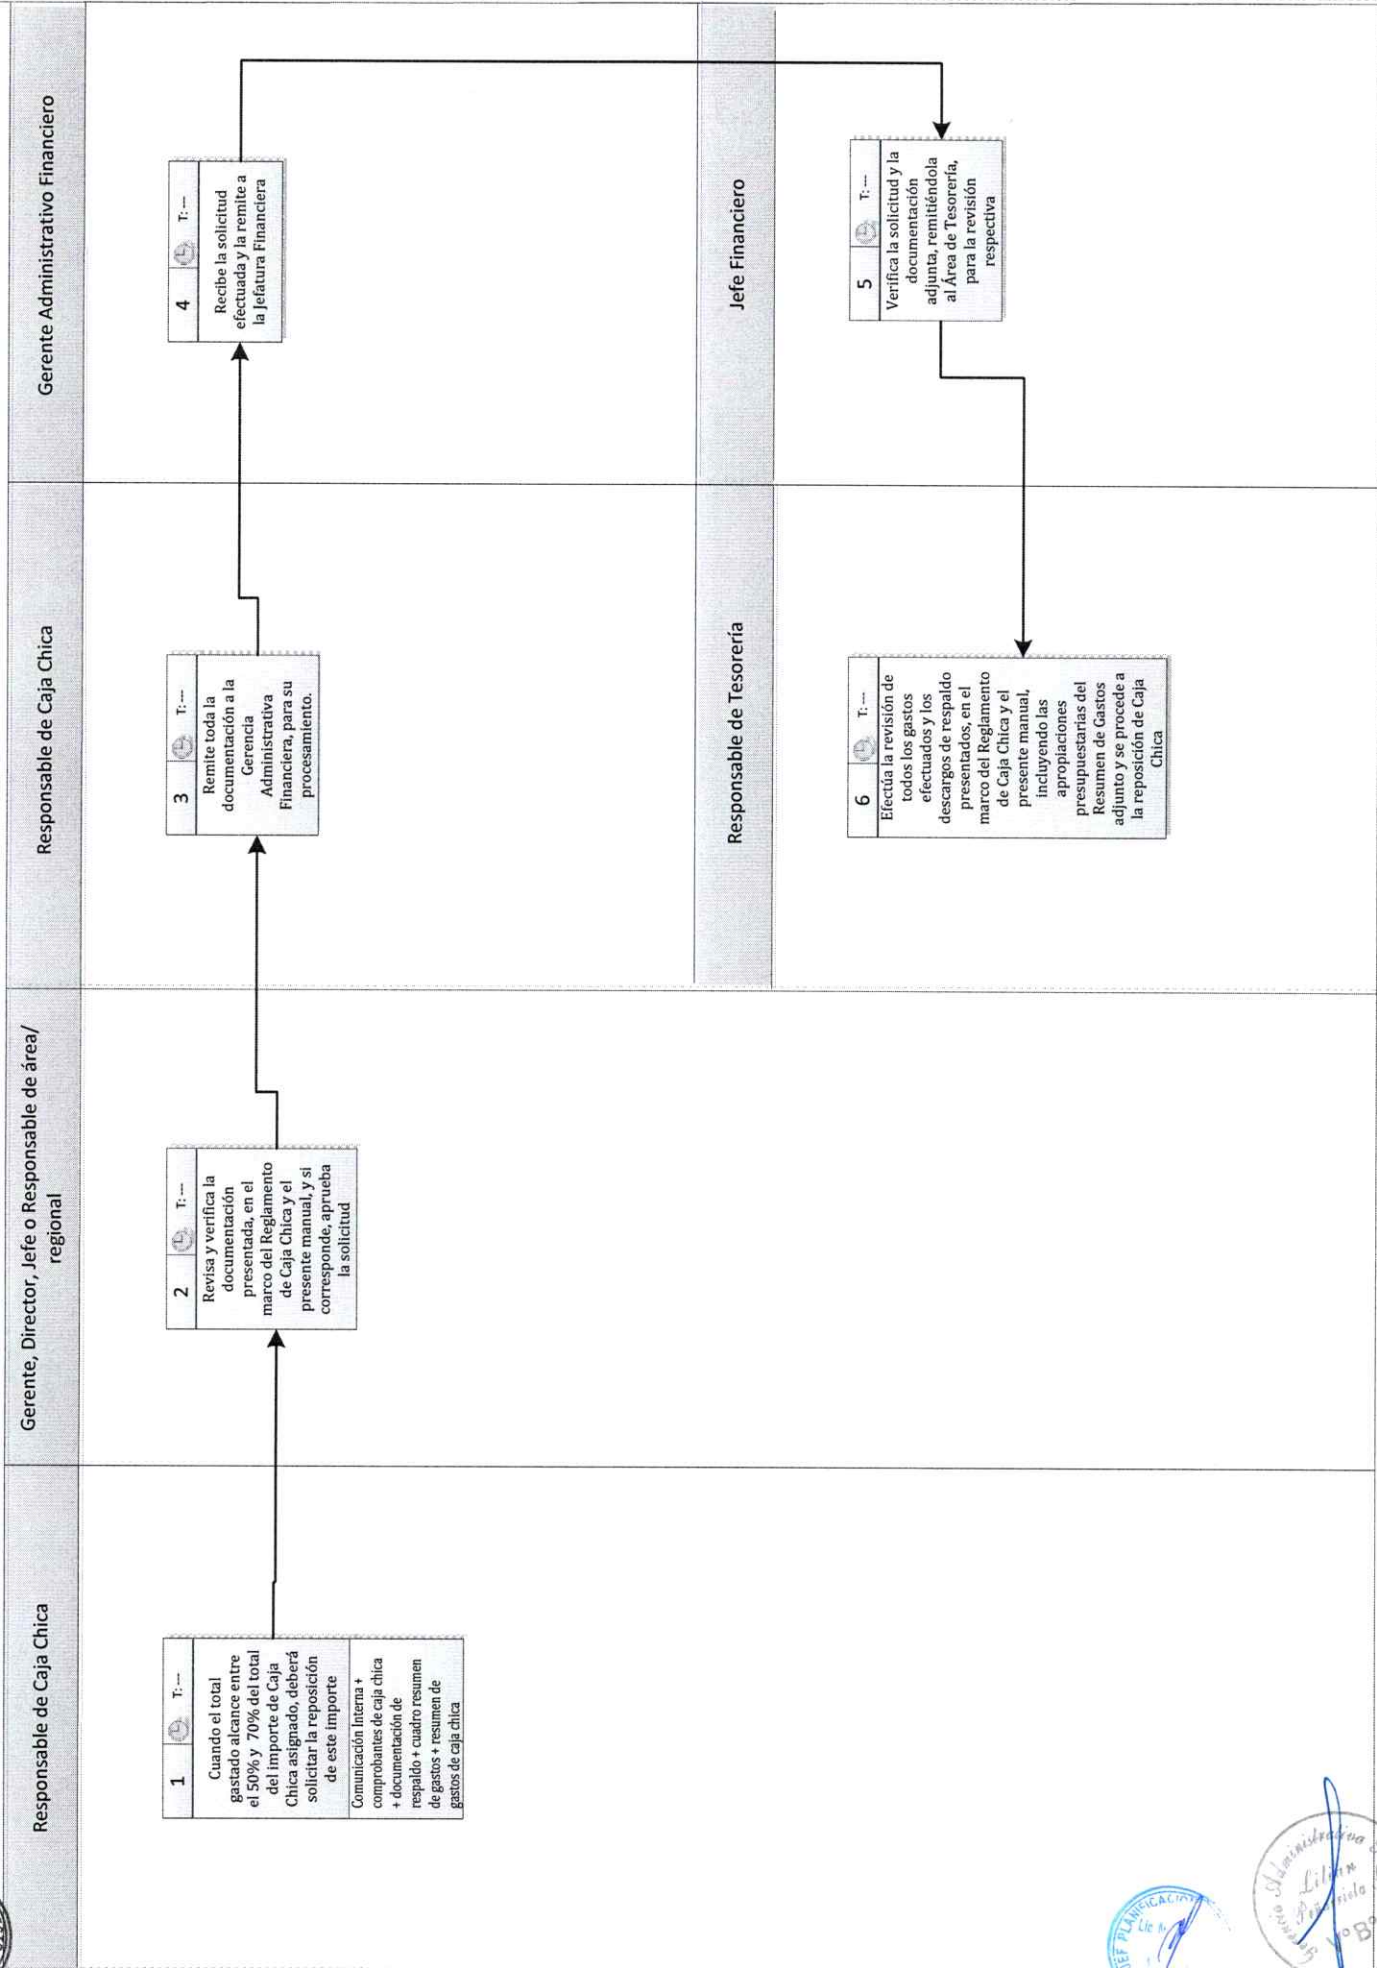 Responsable de Caja Chica
Gerente, Director, Jefe o Responsable de área/
regional
Responsable de Caja Chica
Gerente Administrativo Financiero
1 T:---
Cuando el total
gastado alcance entre
el 50% y 70% del total
del importe de Caja
Chica asignado, deberá
solicitar la reposición
de este importe
Comunicación Interna +
comprobantes de caja chica
+ documentación de
respaldo + cuadro resumen
de gastos + resumen de
gastos de caja chica
2 T:---
Revisa y verifica la
documentación
presentada, en el
marco del Reglamento
de Caja Chica y el
presente manual, y si
corresponde, aprueba
la solicitud
3 T:---
Remite toda la
documentación a la
Gerencia
Administrativa
Financiera, para su
procesamiento.
4 T:---
Recibe la solicitud
efectuada y la remite a
la Jefatura Financiera
Responsable de Tesorería
Jefe Financiero
5 T:---
Verifica la solicitud y la
documentación
adjunta, remitiéndola
al Área de Tesorería,
para la revisión
respectiva
6 T:---
Efectúa la revisión de
todos los gastos
efectuados y los
descargos de respaldo
presentados, en el
marco del Reglamento
de Caja Chica y el
presente manual,
incluyendo las
apropiaciones
presupuestarias del
Resumen de Gastos
adjunto y se procede a
la reposición de Caja
Chica
Administrativa
Lilian
VºBº